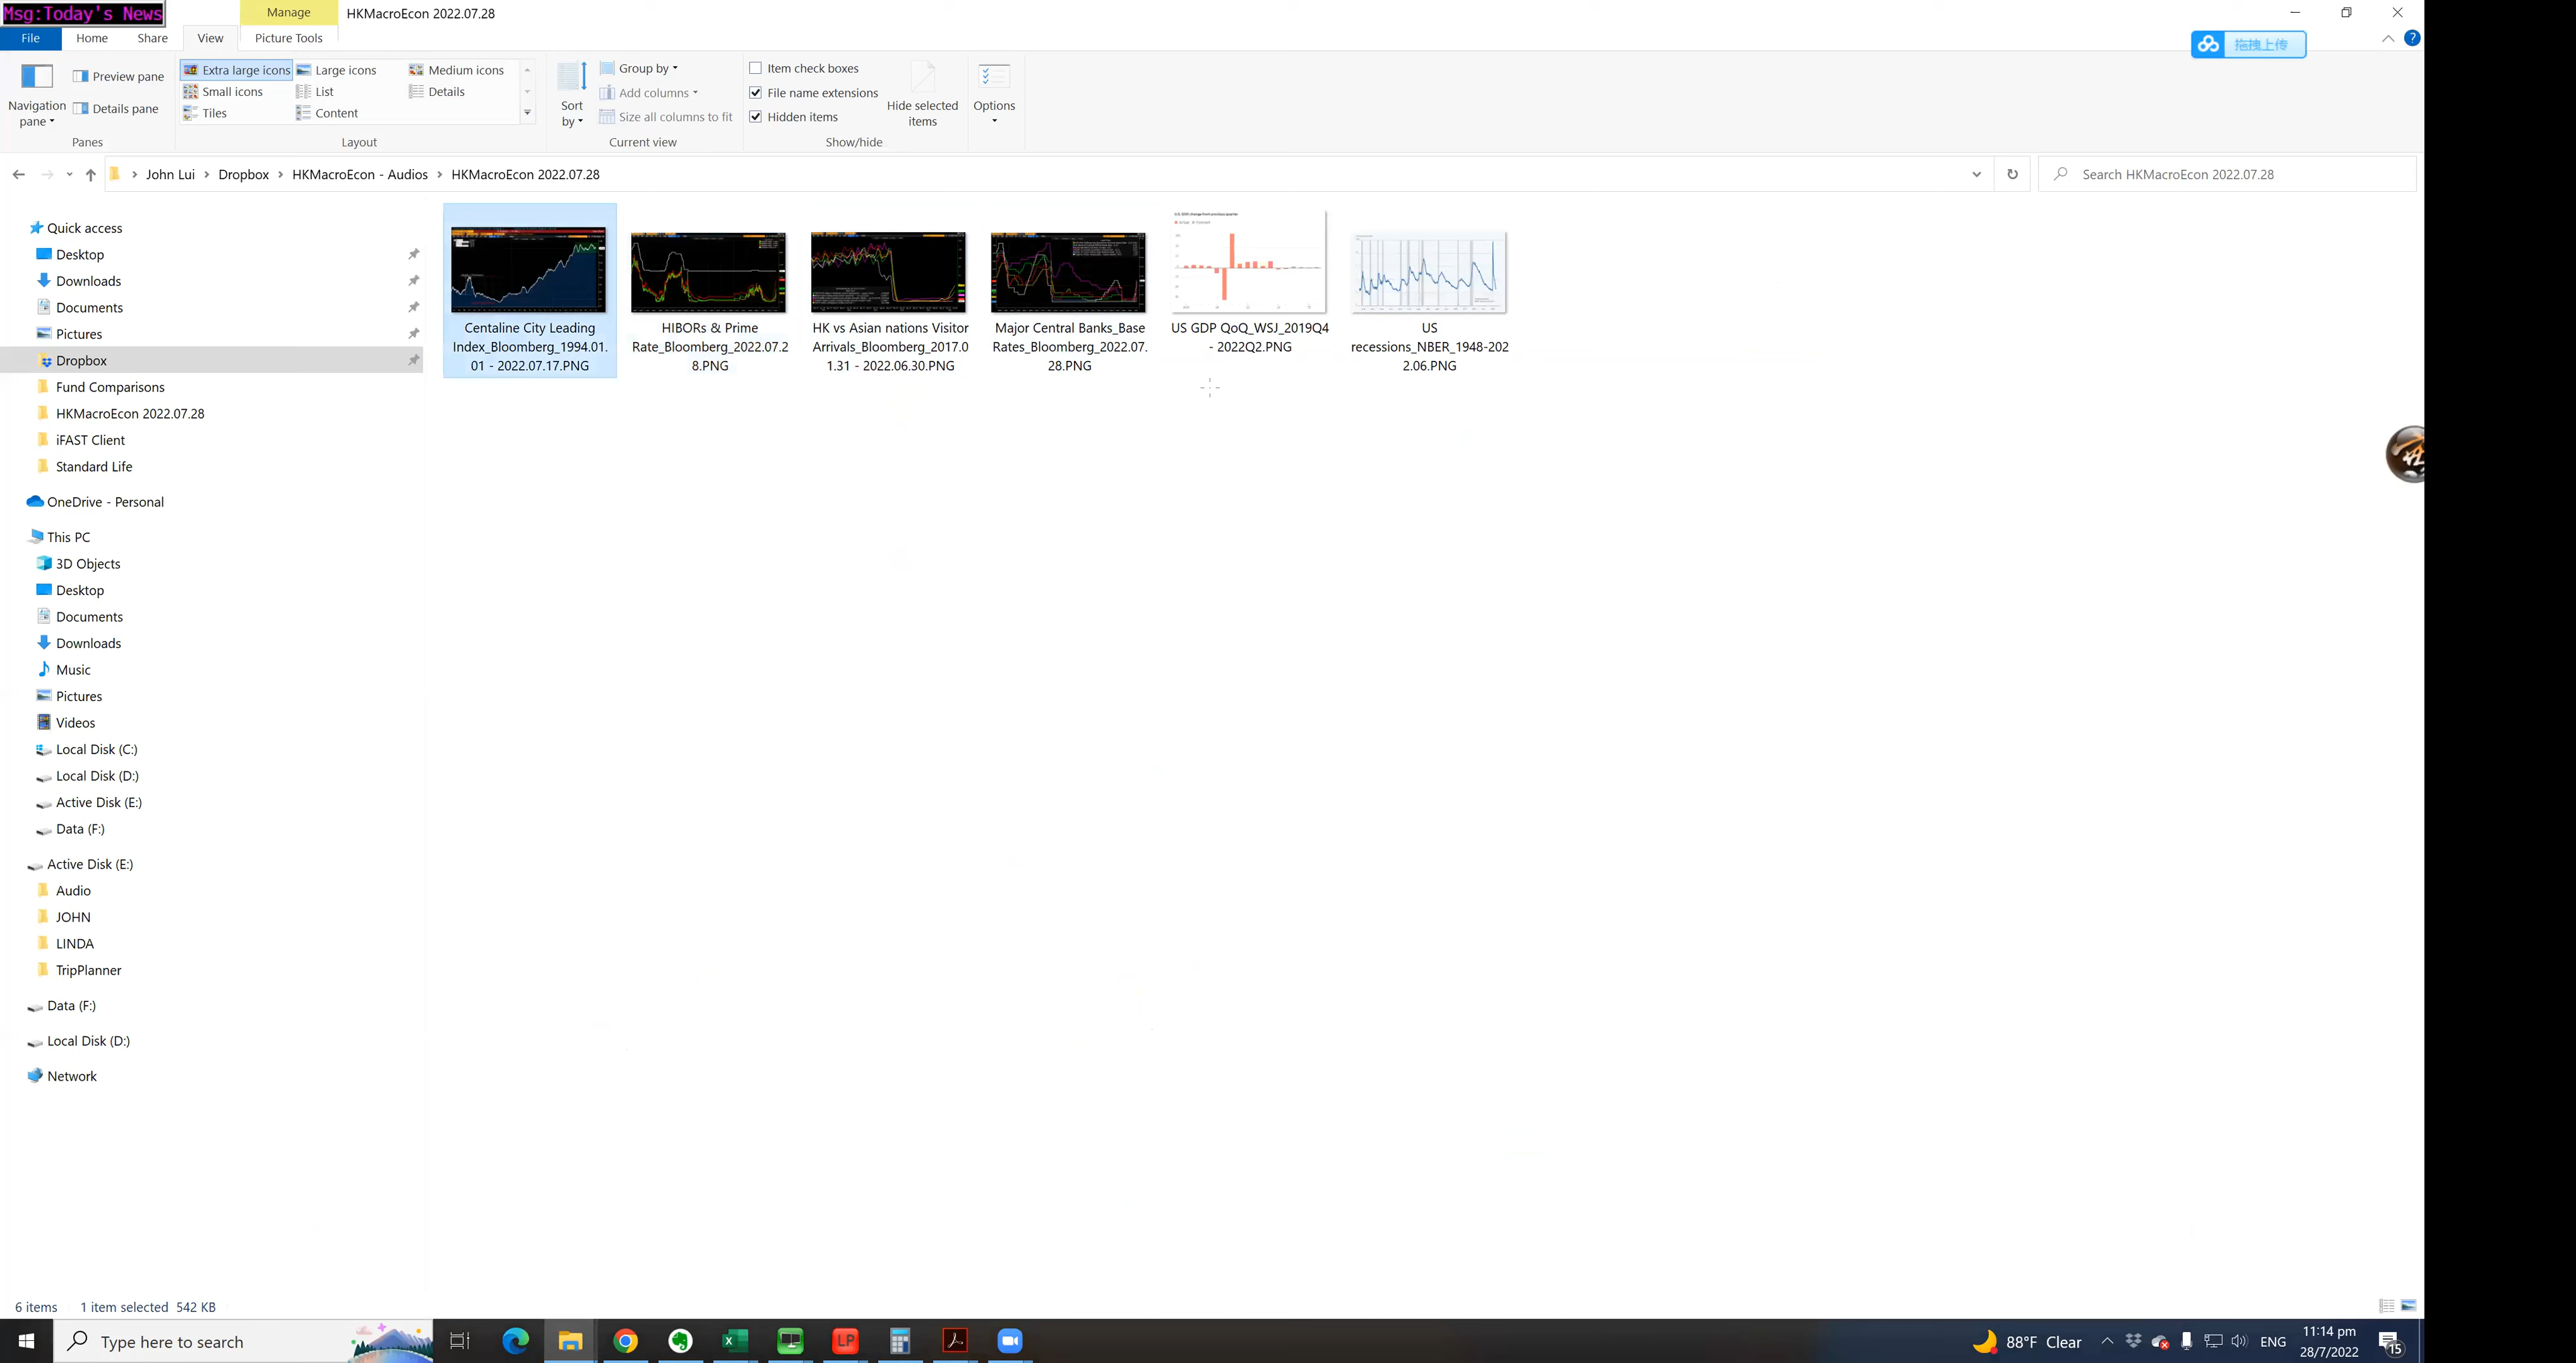 Msg:Today's News
Manage
HKMacroEcon 2022.07.28
File
Home
Share
View
Picture Tools
拖拽上传
Navigation pane
Preview pane
Details pane
Panes
Extra large icons
Large icons
Medium icons
Small icons
List
Details
Tiles
Content
Layout
Sort by
Group by
Add columns
Size all columns to fit
Current view
Item check boxes
File name extensions
Hidden items
Hide selected items
Show/hide
Options
John Lui
Dropbox
HKMacroEcon - Audios
HKMacroEcon 2022.07.28
Search HKMacroEcon 2022.07.28
Quick access
Desktop
Downloads
Documents
Pictures
Dropbox
Fund Comparisons
HKMacroEcon 2022.07.28
iFAST Client
Standard Life
OneDrive - Personal
This PC
3D Objects
Desktop
Documents
Downloads
Music
Pictures
Videos
Local Disk (C:)
Local Disk (D:)
Active Disk (E:)
Data (F:)
Active Disk (E:)
Audio
JOHN
LINDA
TripPlanner
Data (F:)
Local Disk (D:)
Network
Centaline City Leading
Index_Bloomberg_1994.01.
01 - 2022.07.17.PNG
HIBORs & Prime
Rate_Bloomberg_2022.07.2
8.PNG
HK vs Asian nations Visitor
Arrivals_Bloomberg_2017.0
1.31 - 2022.06.30.PNG
Major Central Banks_Base
Rates_Bloomberg_2022.07.
28.PNG
US GDP QoQ_WSJ_2019Q4
- 2022Q2.PNG
US
recessions_NBER_1948-202
2.06.PNG
6 items
1 item selected 542 KB
Type here to search
LP
88°F Clear
ENG
11:14 pm
28/7/2022
15